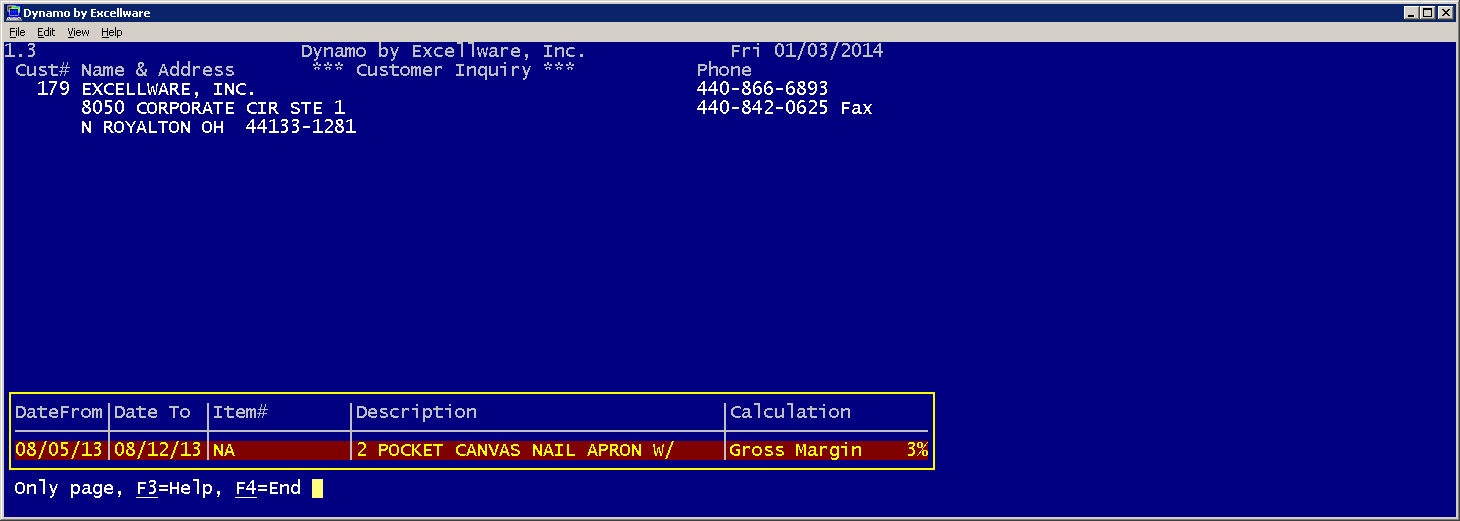 Dynamo by Excellware
File Edit View Help
1.3 Dynamo by Excellware, Inc. Fri 01/03/2014
Cust# Name & Address *** Customer Inquiry *** Phone
179 EXCELLWARE, INC. 440-866-6893
8050 CORPORATE CIR STE 1 440-842-0625 Fax
N ROYALTON OH 44133-1281
DateFrom Date To Item# Description Calculation
08/05/13 08/12/13 NA 2 POCKET CANVAS NAIL APRON W/ Gross Margin 3%
Only page, F3=Help, F4=End